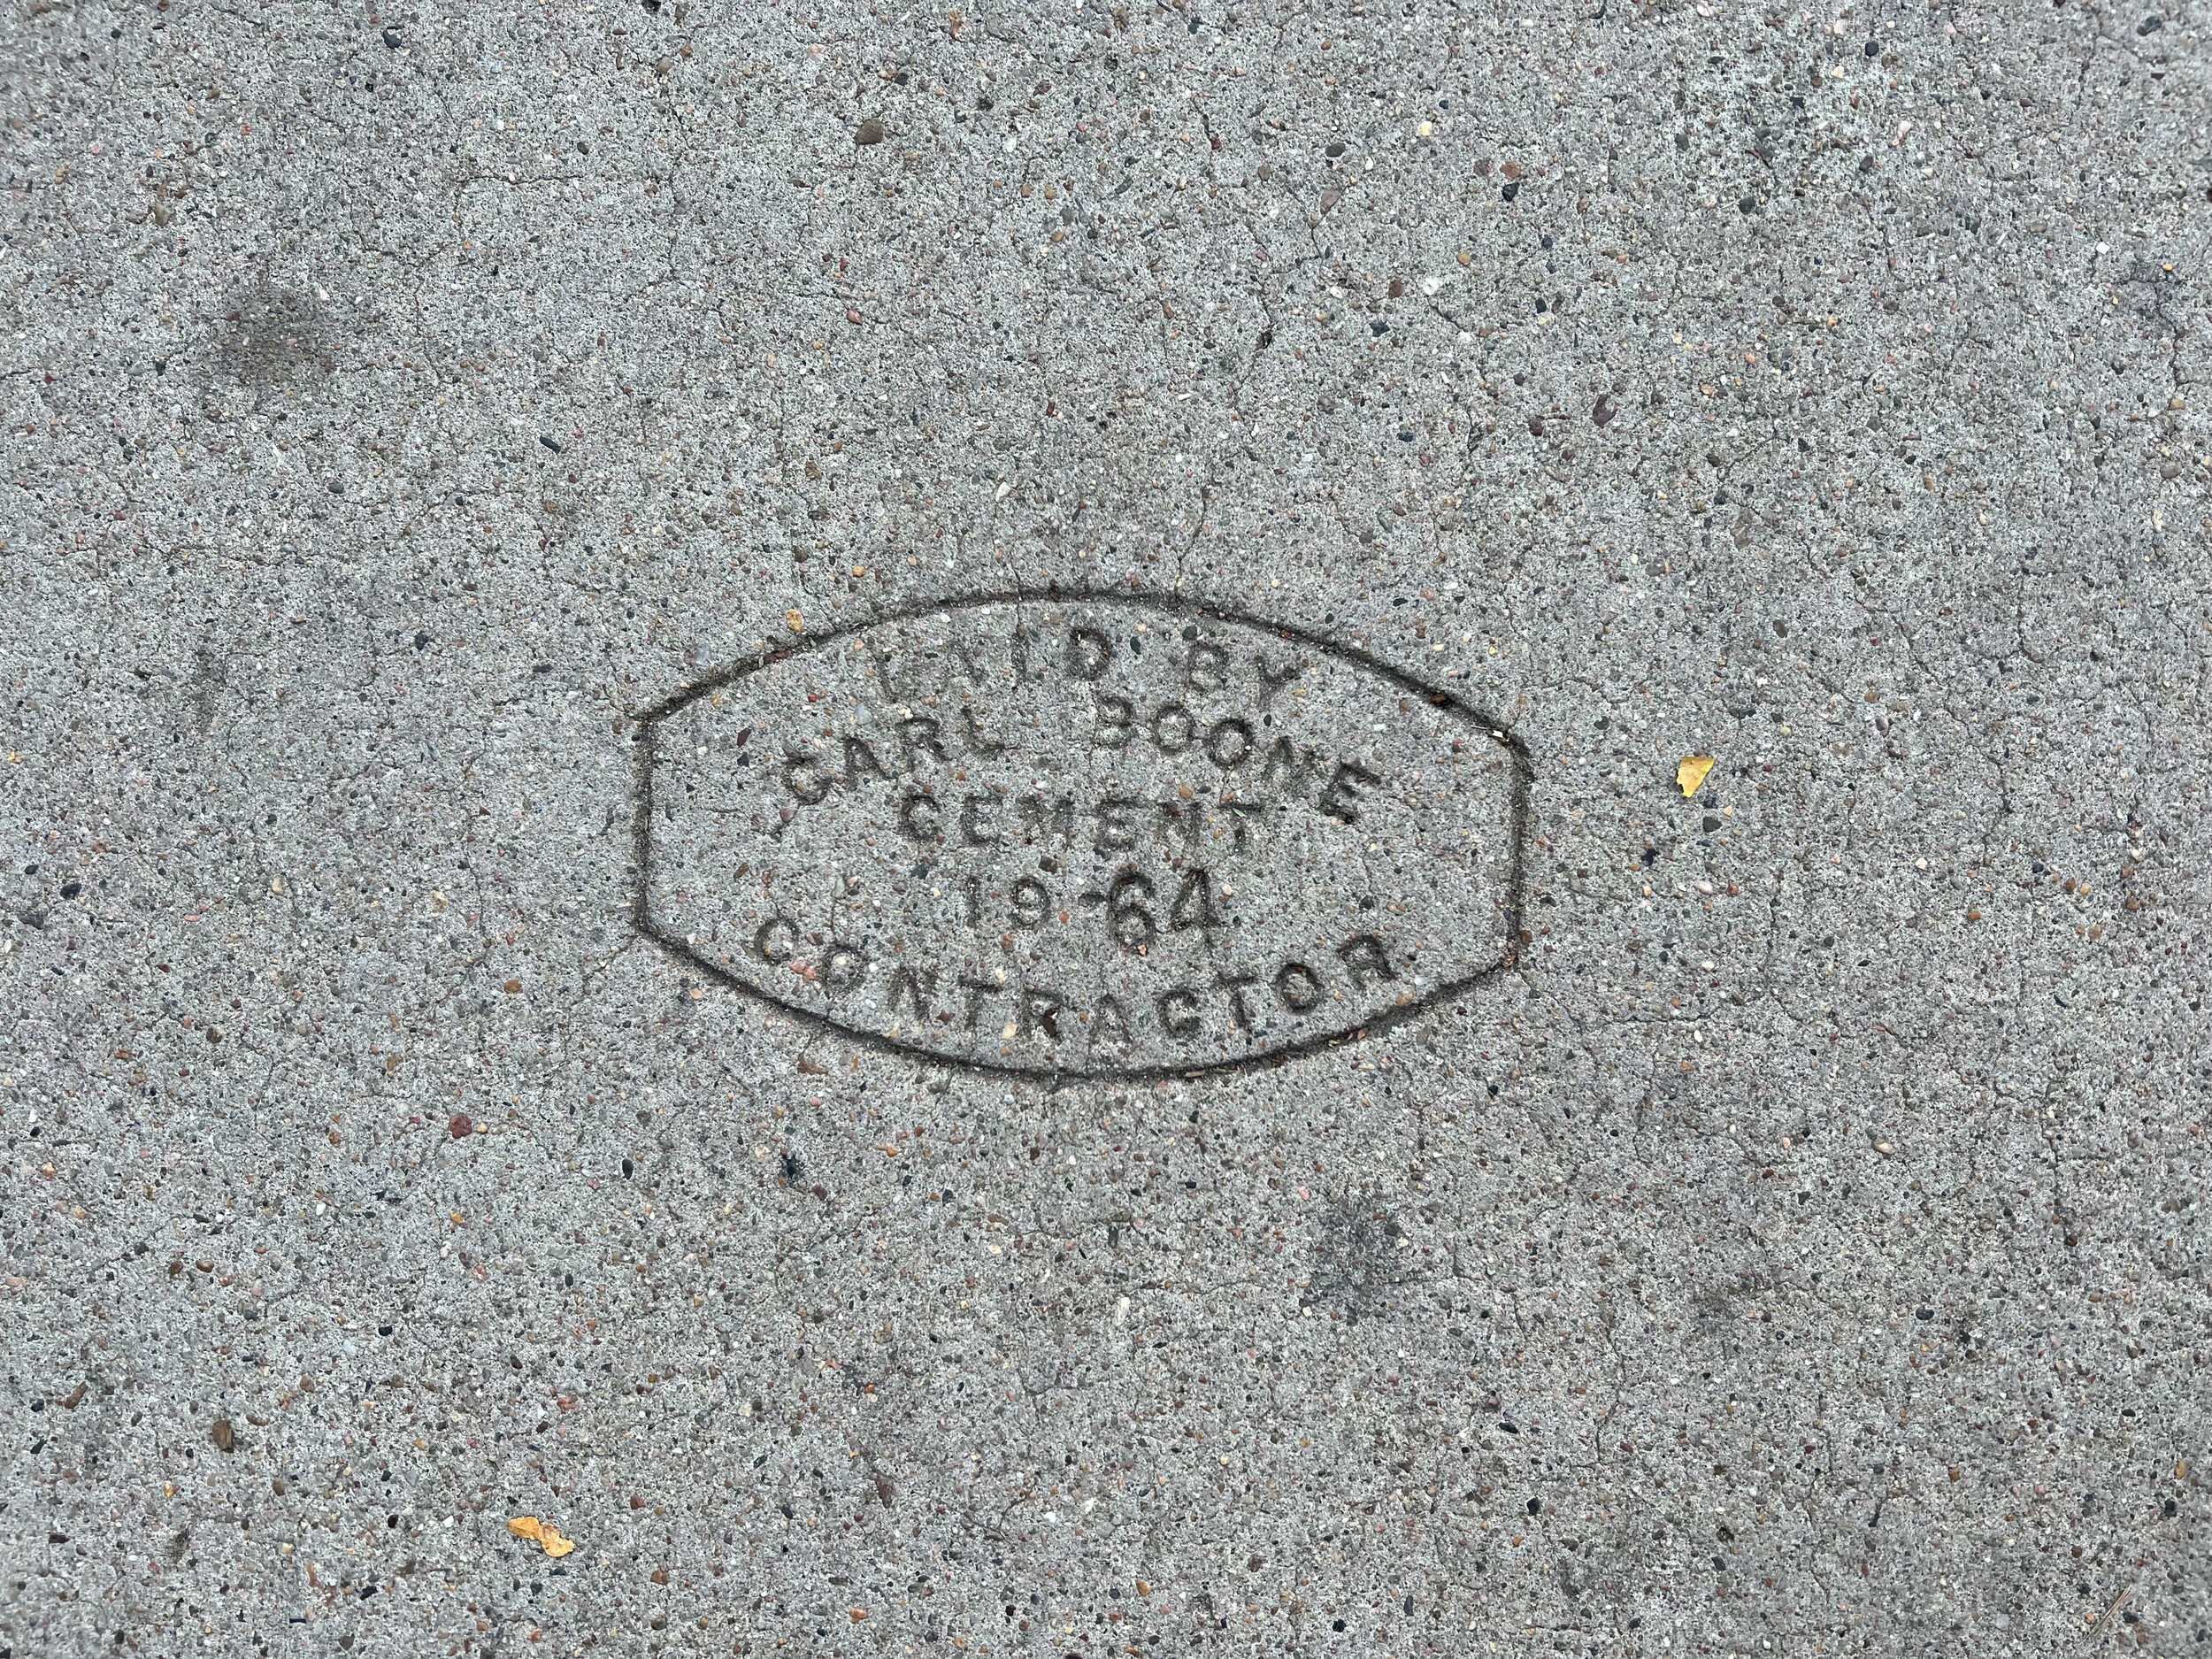 LAID BY
CARL BOONE
CEMENT
19-64
CONTRACTOR